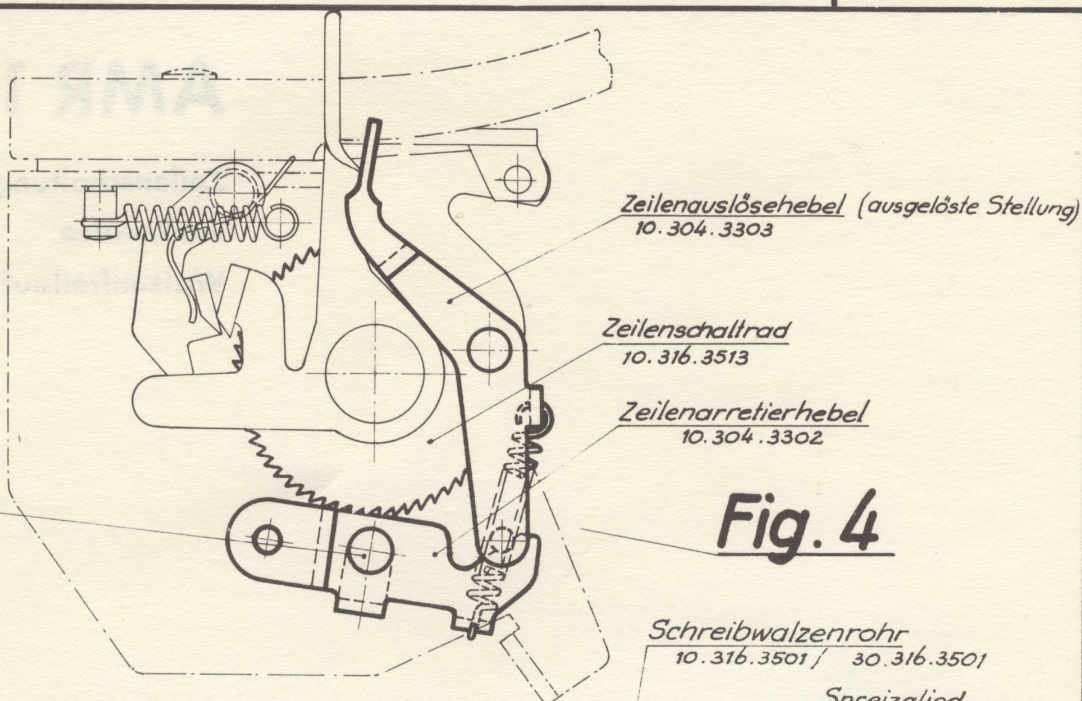 Zeilenauslösehebel (ausgelöste Stellung)
10.304.3303
Zeilenschaltrad
10.316.3513
Zeilenarretierhebel
10.304.3302
Fig. 4
Schreibwalzenrohr
10.316.3501 / 30.316.3501
Spreizglied